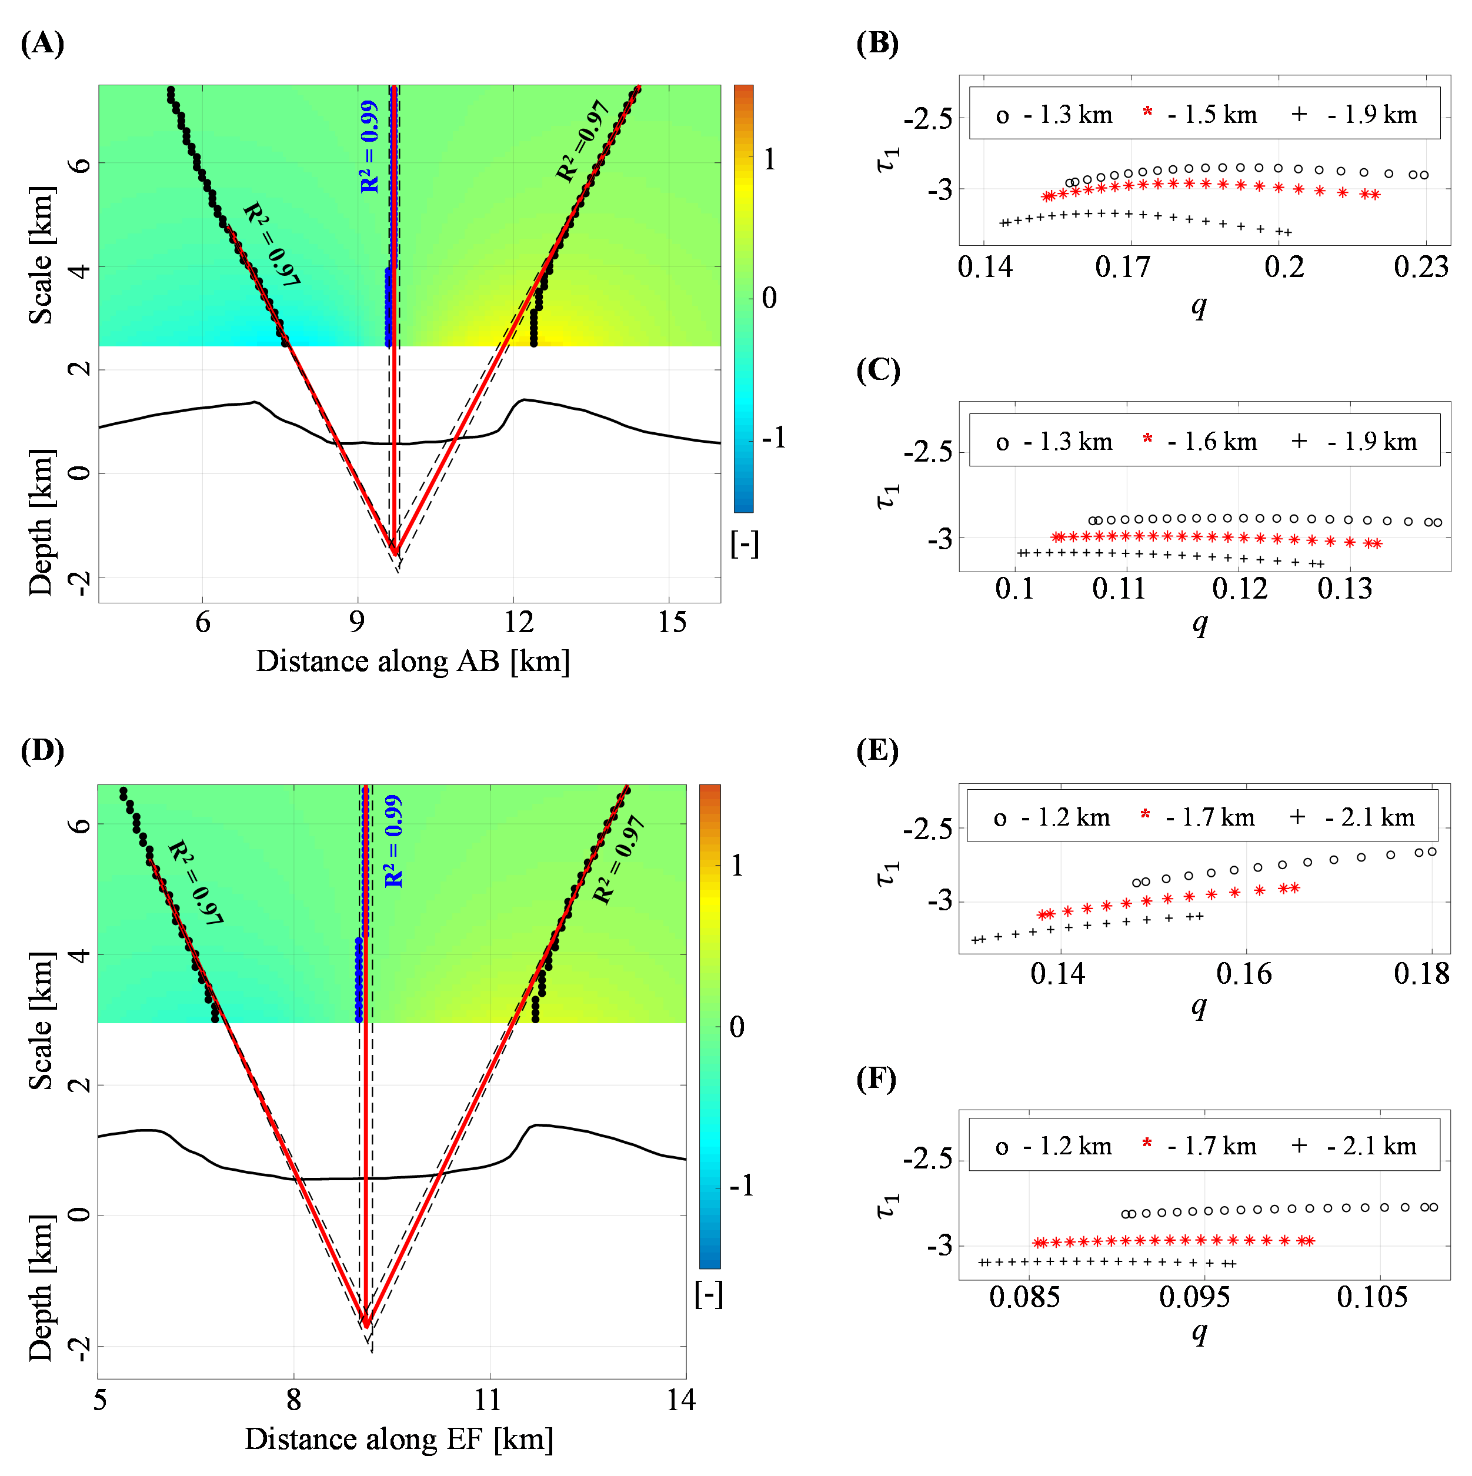 (A)
R² = 0.97
R² = 0.99
R² =0.97
Scale [km]
Depth [km]
6
4
2
0
-2
6
9
12
15
Distance along AB [km]
1
0
-1
[-]
(B)
o - 1.3 km * - 1.5 km + - 1.9 km
τ1
-2.5
-3
0.14 0.17 0.2 0.23
q
(C)
o - 1.3 km * - 1.6 km + - 1.9 km
τ1
-2.5
-3
0.1 0.11 0.12 0.13
q
(D)
R² = 0.97
R² = 0.99
R² = 0.97
Scale [km]
Depth [km]
6
4
2
0
-2
5 8 11 14
Distance along EF [km]
1
0
-1
[-]
(E)
o - 1.2 km * - 1.7 km + - 2.1 km
τ1
-2.5
-3
0.14 0.16 0.18
q
(F)
o - 1.2 km * - 1.7 km + - 2.1 km
τ1
-2.5
-3
0.085 0.095 0.105
q